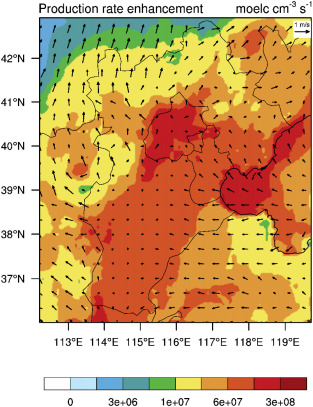 Production rate enhancement moelc cm⁻³ s⁻¹
1 m/s
42°N
41°N
40°N
39°N
38°N
37°N
113°E 114°E 115°E 116°E 117°E 118°E 119°E
0 3e+06 1e+07 6e+07 3e+08